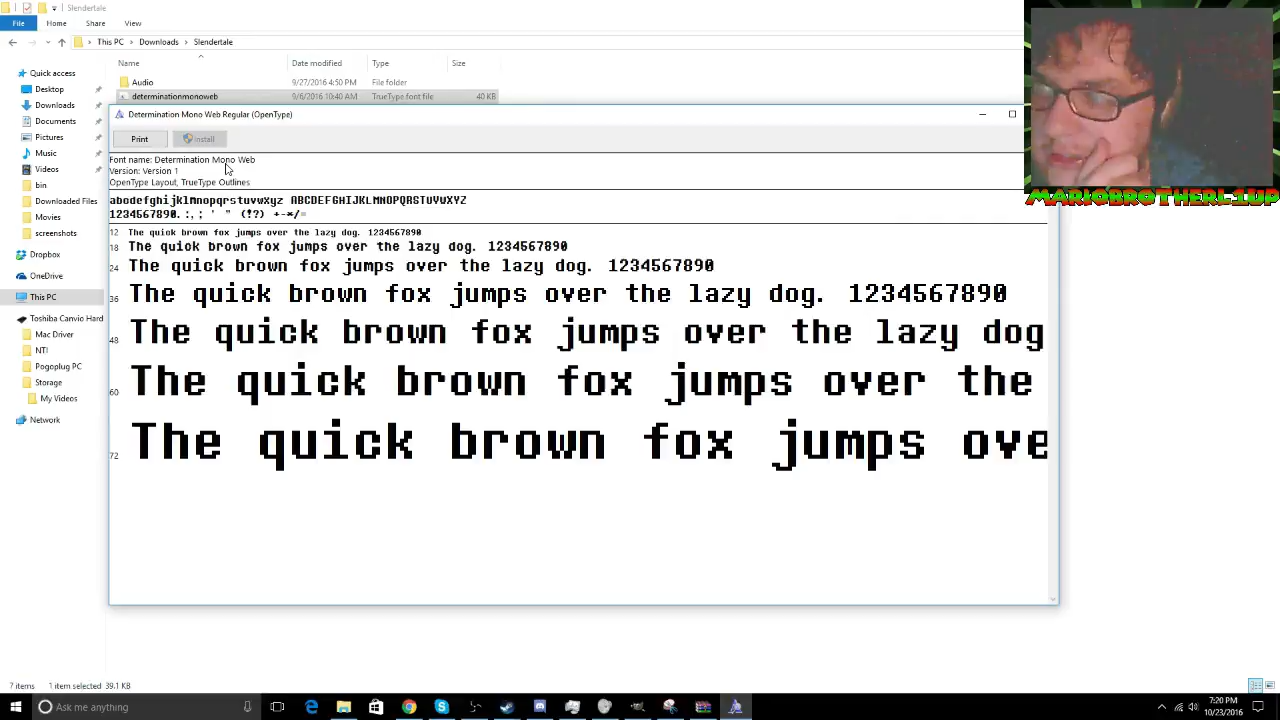 Slendertale
File Home Share View
This PC Downloads Slendertale
Name Date modified Type Size
Audio 9/27/2016 4:50 PM File folder
determinationmonoweb 9/6/2016 10:40 AM TrueType font file 40 KB
Determination Mono Web Regular (OpenType)
Print Install
Font name: Determination Mono Web
Version: Version 1
OpenType Layout, TrueType Outlines
abcdefghijklmnopqrstuvwxyz ABCDEFGHIJKLMNOPQRSTUVWXYZ
1234567890.:,; ' " (!?) +-*/=
12 The quick brown fox jumps over the lazy dog. 1234567890
18 The quick brown fox jumps over the lazy dog. 1234567890
24 The quick brown fox jumps over the lazy dog. 1234567890
36 The quick brown fox jumps over the lazy dog. 1234567890
48 The quick brown fox jumps over the lazy dog
60 The quick brown fox jumps over the
72 The quick brown fox jumps ove
Quick access
Desktop
Downloads
Documents
Pictures
Music
Videos
bin
Downloaded Files
Movies
screenshots
Dropbox
OneDrive
This PC
Toshiba Canvio Hard
Mac Driver
NTI
Pogoplug PC
Storage
My Videos
Network
MARIOBROTHER1UP
7 items 1 item selected 39.1 KB
Ask me anything
7:20 PM
10/23/2016